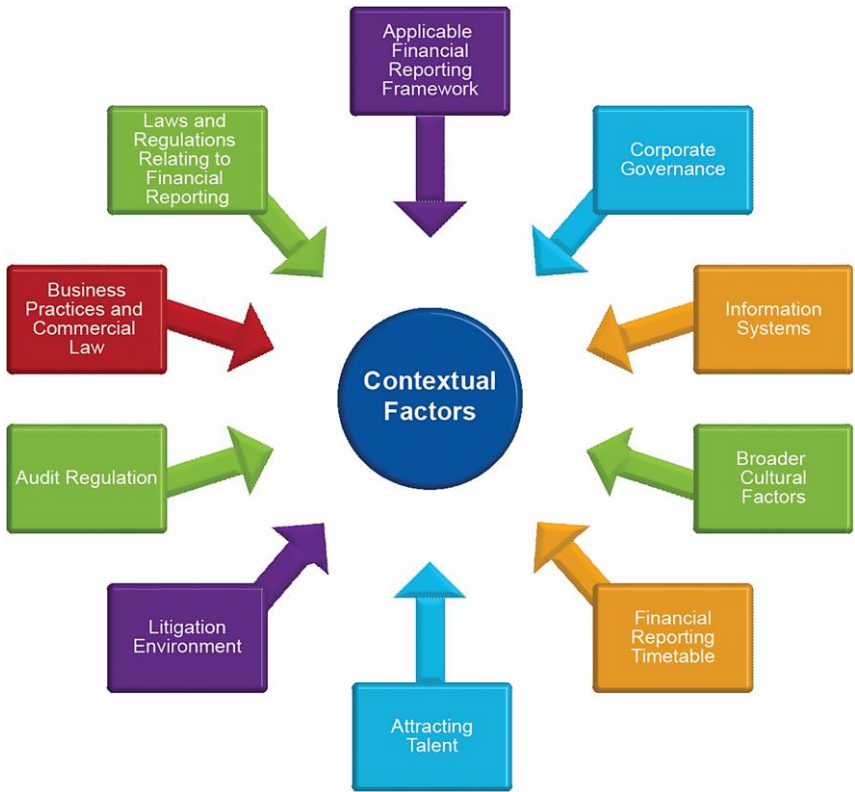 Applicable
Financial
Reporting
Framework
Laws and
Regulations
Relating to
Financial
Reporting
Corporate
Governance
Business
Practices and
Commercial
Law
Information
Systems
Contextual
Factors
Audit Regulation
Broader
Cultural
Factors
Litigation
Environment
Financial
Reporting
Timetable
Attracting
Talent